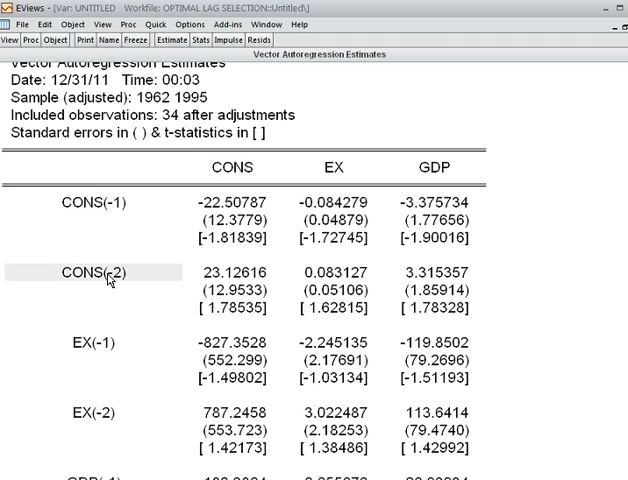 EViews - [Var: UNTITLED Workfile: OPTIMAL LAG SELECTION::Untitled\]
File Edit Object View Proc Quick Options Add-ins Window Help
View Proc Object Print Name Freeze Estimate Stats Impulse Resids
Vector Autoregression Estimates
Vector Autoregression Estimates
Date: 12/31/11 Time: 00:03
Sample (adjusted): 1962 1995
Included observations: 34 after adjustments
Standard errors in ( ) & t-statistics in [ ]
CONS EX GDP
CONS(-1) -22.50787 -0.084279 -3.375734
(12.3779) (0.04879) (1.77656)
[-1.81839] [-1.72745] [-1.90016]
CONS(-2) 23.12616 0.083127 3.315357
(12.9533) (0.05106) (1.85914)
[ 1.78535] [ 1.62815] [ 1.78328]
EX(-1) -827.3528 -2.245135 -119.8502
(552.299) (2.17691) (79.2696)
[-1.49802] [-1.03134] [-1.51193]
EX(-2) 787.2458 3.022487 113.6414
(553.723) (2.18253) (79.4740)
[ 1.42173] [ 1.38486] [ 1.42992]